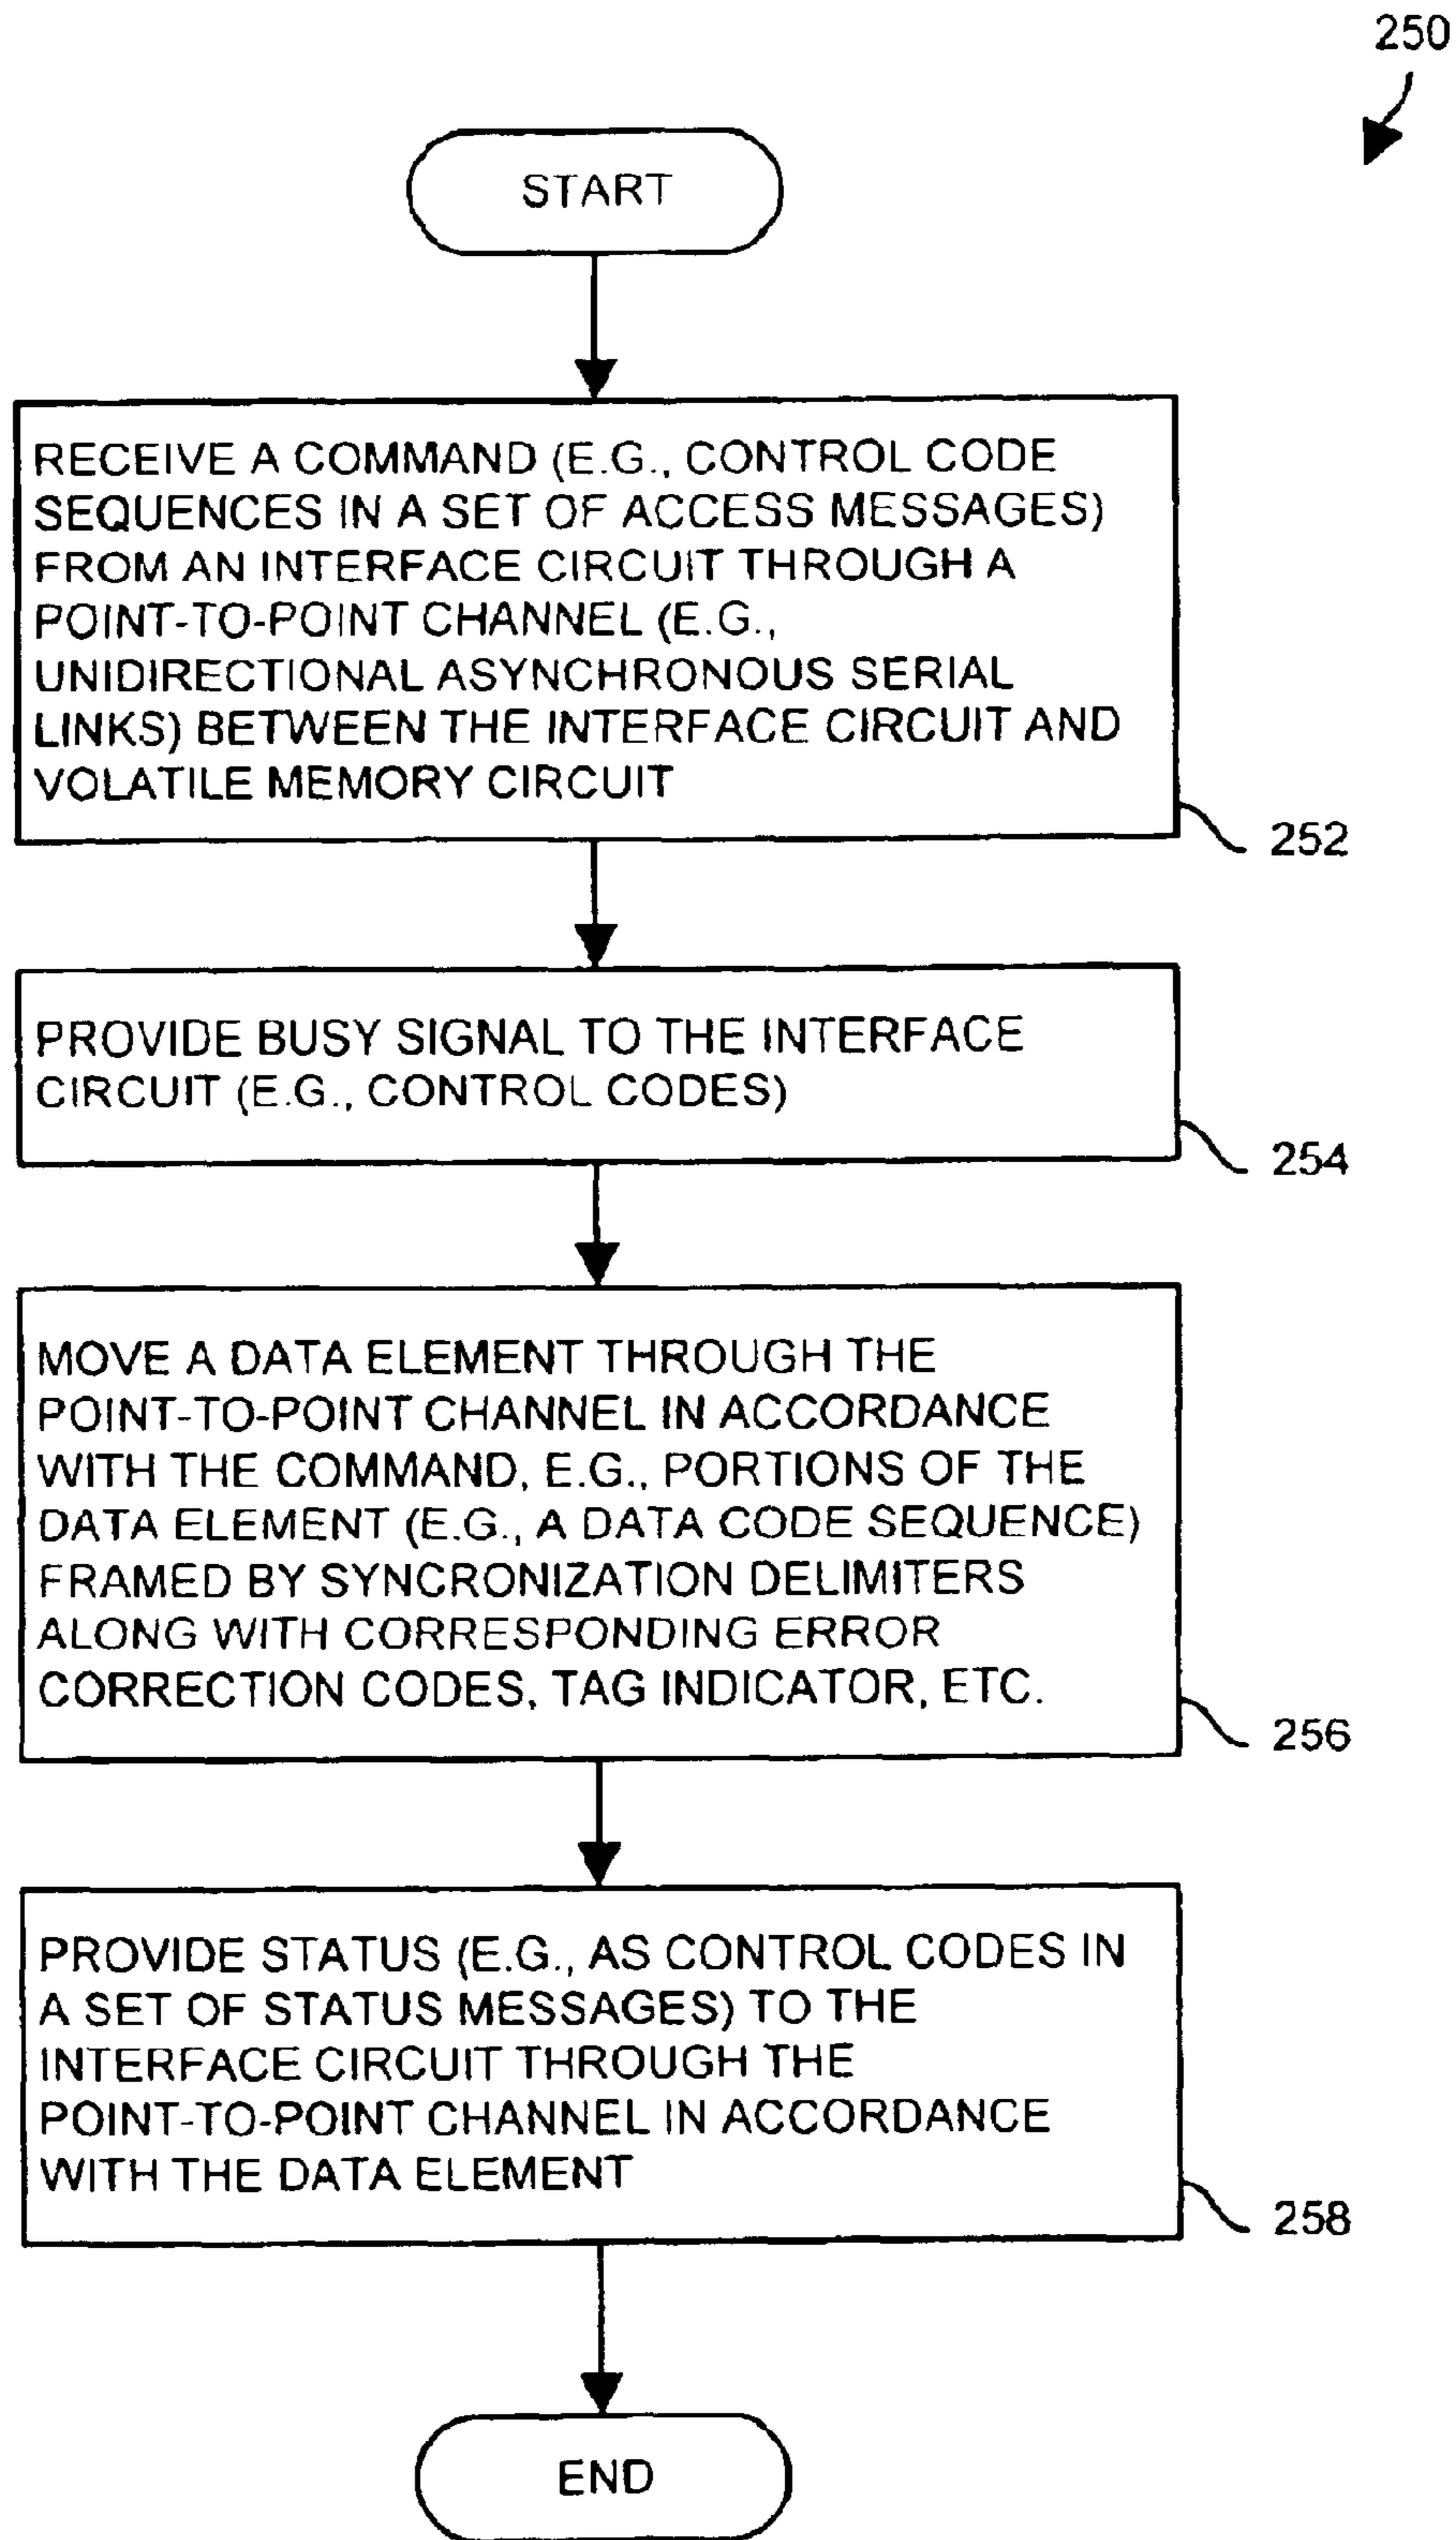 250
START
RECEIVE A COMMAND (E.G., CONTROL CODE
SEQUENCES IN A SET OF ACCESS MESSAGES)
FROM AN INTERFACE CIRCUIT THROUGH A
POINT-TO-POINT CHANNEL (E.G.,
UNIDIRECTIONAL ASYNCHRONOUS SERIAL
LINKS) BETWEEN THE INTERFACE CIRCUIT AND
VOLATILE MEMORY CIRCUIT
252
PROVIDE BUSY SIGNAL TO THE INTERFACE
CIRCUIT (E.G., CONTROL CODES)
254
MOVE A DATA ELEMENT THROUGH THE
POINT-TO-POINT CHANNEL IN ACCORDANCE
WITH THE COMMAND, E.G., PORTIONS OF THE
DATA ELEMENT (E.G., A DATA CODE SEQUENCE)
FRAMED BY SYNCRONIZATION DELIMITERS
ALONG WITH CORRESPONDING ERROR
CORRECTION CODES, TAG INDICATOR, ETC.
256
PROVIDE STATUS (E.G., AS CONTROL CODES IN
A SET OF STATUS MESSAGES) TO THE
INTERFACE CIRCUIT THROUGH THE
POINT-TO-POINT CHANNEL IN ACCORDANCE
WITH THE DATA ELEMENT
258
END